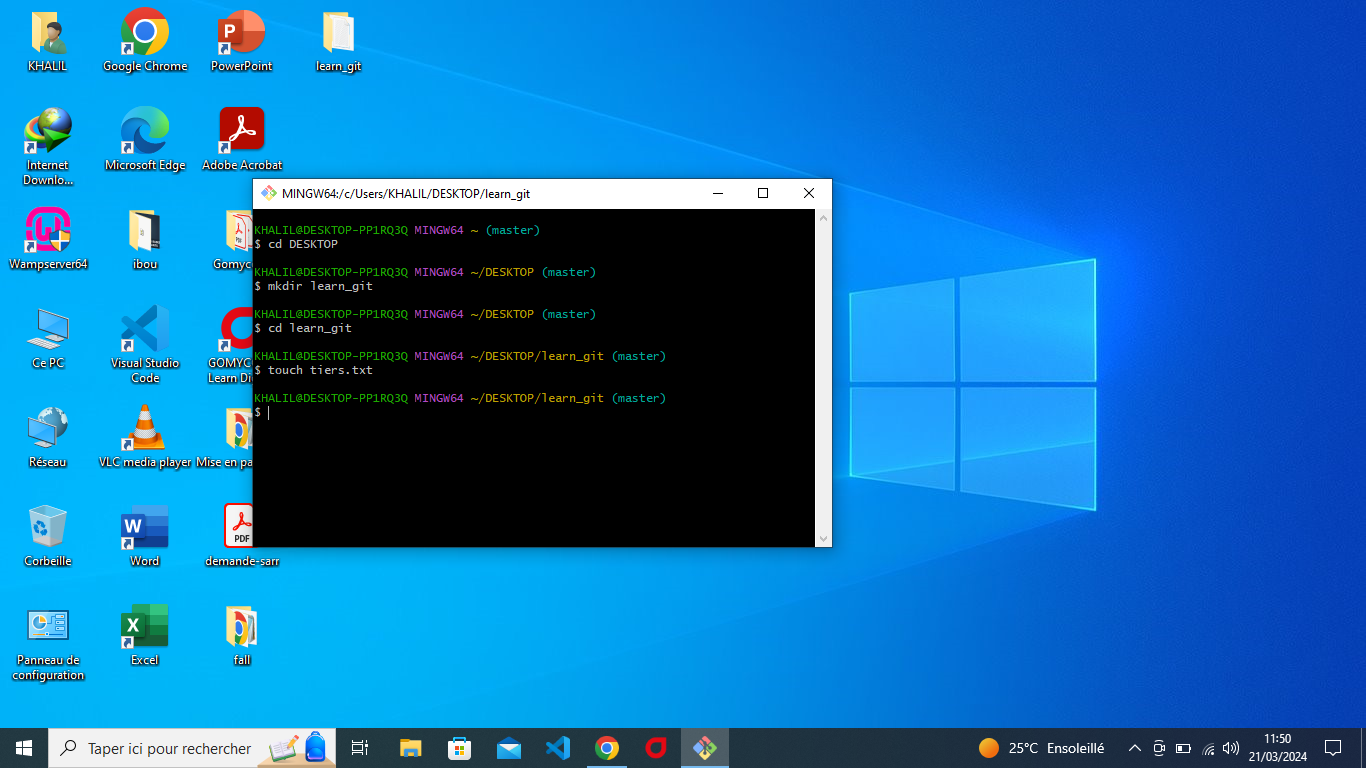 KHALIL
Google Chrome
PowerPoint
learn_git
Internet
Downlo...
Microsoft Edge
Adobe Acrobat
Wampserver64
ibou
Gomyc
Ce PC
Visual Studio
Code
GOMYC
Learn Di
Réseau
VLC media player
Mise en pa
Corbeille
Word
PDF
demande-sarr
Panneau de
configuration
Excel
fall
MINGW64:/c/Users/KHALIL/DESKTOP/learn_git
KHALIL@DESKTOP-PP1RQ3Q MINGW64 ~ (master)
$ cd DESKTOP
KHALIL@DESKTOP-PP1RQ3Q MINGW64 ~/DESKTOP (master)
$ mkdir learn_git
KHALIL@DESKTOP-PP1RQ3Q MINGW64 ~/DESKTOP (master)
$ cd learn_git
KHALIL@DESKTOP-PP1RQ3Q MINGW64 ~/DESKTOP/learn_git (master)
$ touch tiers.txt
KHALIL@DESKTOP-PP1RQ3Q MINGW64 ~/DESKTOP/learn_git (master)
$
Taper ici pour rechercher
25°C Ensoleillé
11:50
21/03/2024